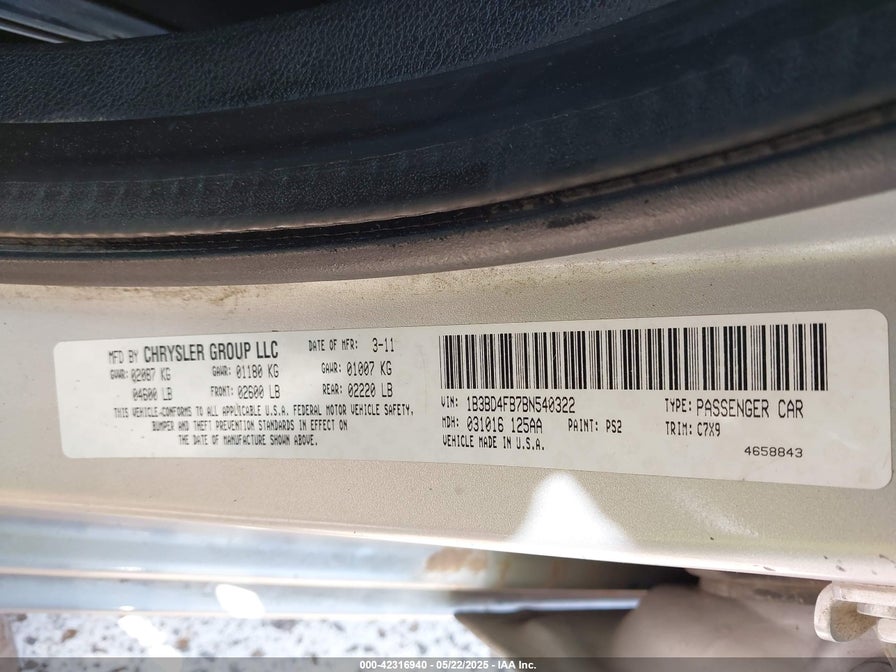 MFD BY CHRYSLER GROUP LLC DATE OF MFR: 3-11
GVWR: 02087 KG GAWR: 01180 KG GAWR: 01007 KG
04600 LB FRONT: 02600 LB REAR: 02220 LB
THIS VEHICLE CONFORMS TO ALL APPLICABLE U.S.A. FEDERAL MOTOR VEHICLE SAFETY,
BUMPER AND THEFT PREVENTION STANDARDS IN EFFECT ON
THE DATE OF MANUFACTURE SHOWN ABOVE.
VIN: 1B3BD4FB7BN540322 TYPE: PASSENGER CAR
MDH: 031016 125AA PAINT: PS2 TRIM: C7X9
VEHICLE MADE IN U.S.A.
4658843
000-42316940 - 05/22/2025 - IAA Inc.